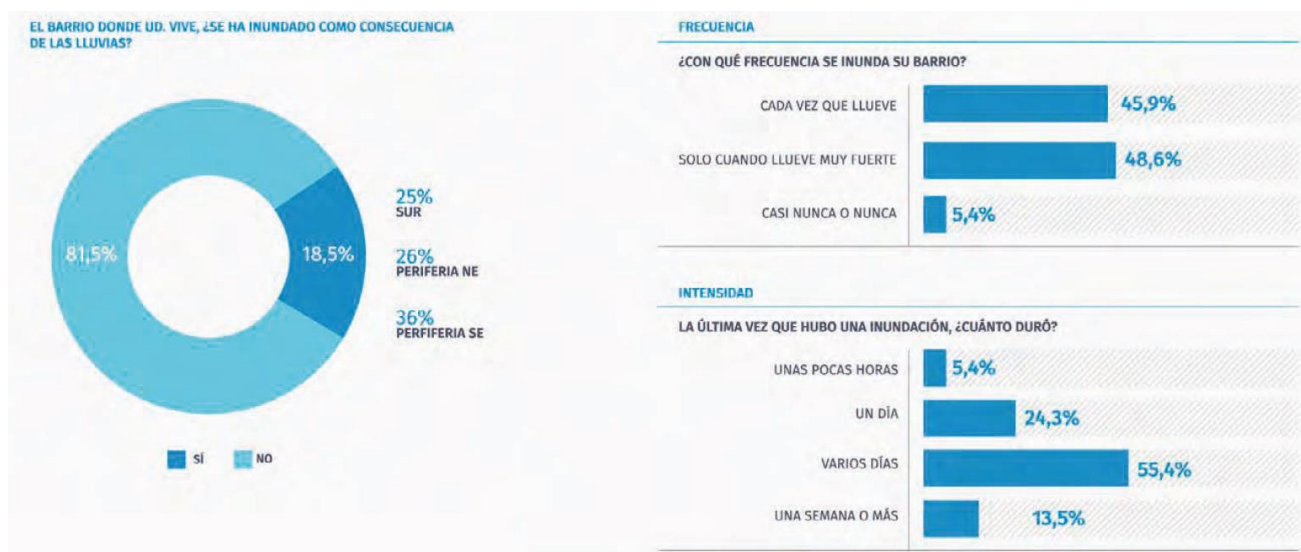 EL BARRIO DONDE UD. VIVE, ¿SE HA INUNDADO COMO CONSECUENCIA
DE LAS LLUVIAS?
81,5%
18,5%
25%
SUR
26%
PERIFERIA NE
36%
PERFIFERIA SE
SÍ
NO
FRECUENCIA
¿CON QUÉ FRECUENCIA SE INUNDA SU BARRIO?
CADA VEZ QUE LLUEVE 45,9%
SOLO CUANDO LLUEVE MUY FUERTE 48,6%
CASI NUNCA O NUNCA 5,4%
INTENSIDAD
LA ÚLTIMA VEZ QUE HUBO UNA INUNDACIÓN, ¿CUÁNTO DURÓ?
UNAS POCAS HORAS 5,4%
UN DÍA 24,3%
VARIOS DÍAS 55,4%
UNA SEMANA O MÁS 13,5%